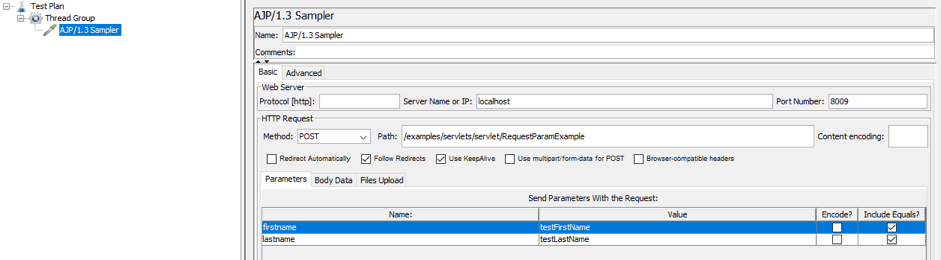 Test Plan
Thread Group
AJP/1.3 Sampler
AJP/1.3 Sampler
Name: AJP/1.3 Sampler
Comments:
Basic Advanced
Web Server
Protocol [http]: Server Name or IP: localhost Port Number: 8009
HTTP Request
Method: POST Path: /examples/servlets/servlet/RequestParamExample Content encoding:
Redirect Automatically Follow Redirects Use KeepAlive Use multipart/form-data for POST Browser-compatible headers
Parameters Body Data Files Upload
Send Parameters With the Request:
Name: Value Encode? Include Equals?
firstname testFirstName
lastname testLastName